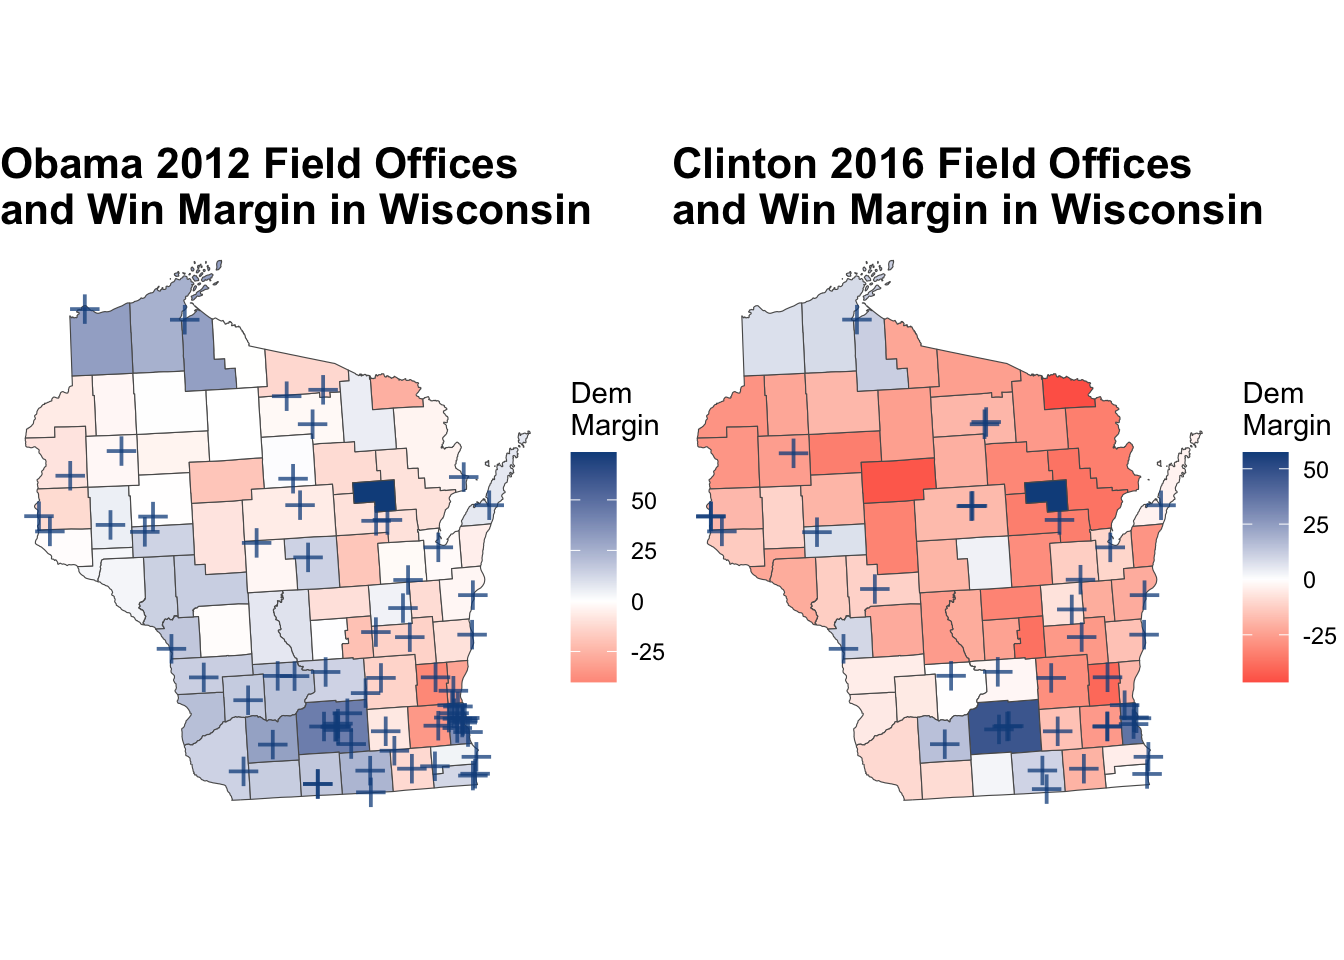 Obama 2012 Field Offices
and Win Margin in Wisconsin
Dem
Margin
50
25
0
-25
Clinton 2016 Field Offices
and Win Margin in Wisconsin
Dem
Margin
50
25
0
-25